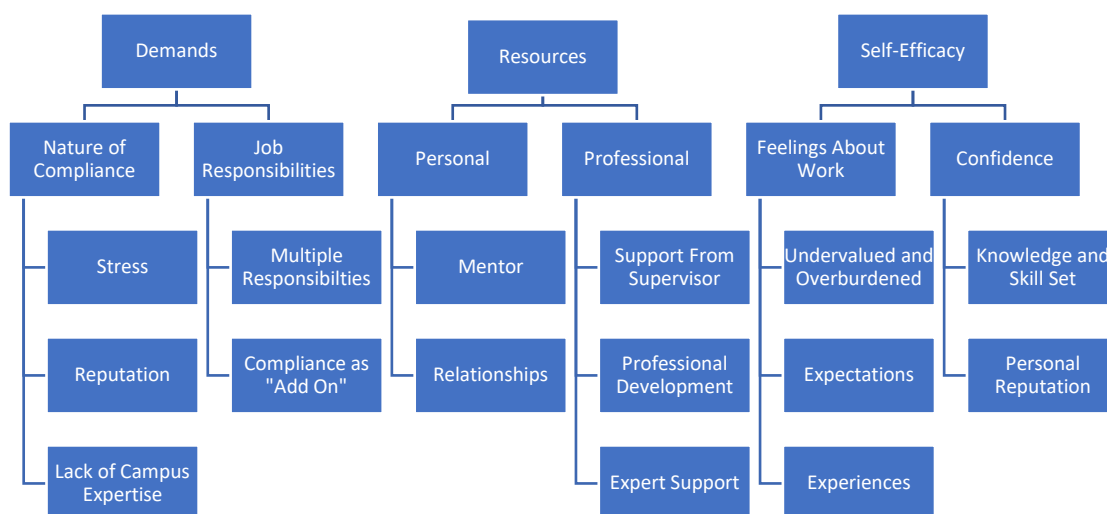 Demands
Resources
Self-Efficacy
Nature of
Compliance
Job
Responsibilities
Personal
Professional
Feelings About
Work
Confidence
Stress
Multiple
Responsibilties
Mentor
Support From
Supervisor
Undervalued and
Overburdened
Knowledge and
Skill Set
Reputation
Compliance as
"Add On"
Relationships
Professional
Development
Expectations
Personal
Reputation
Lack of Campus
Expertise
Expert Support
Experiences